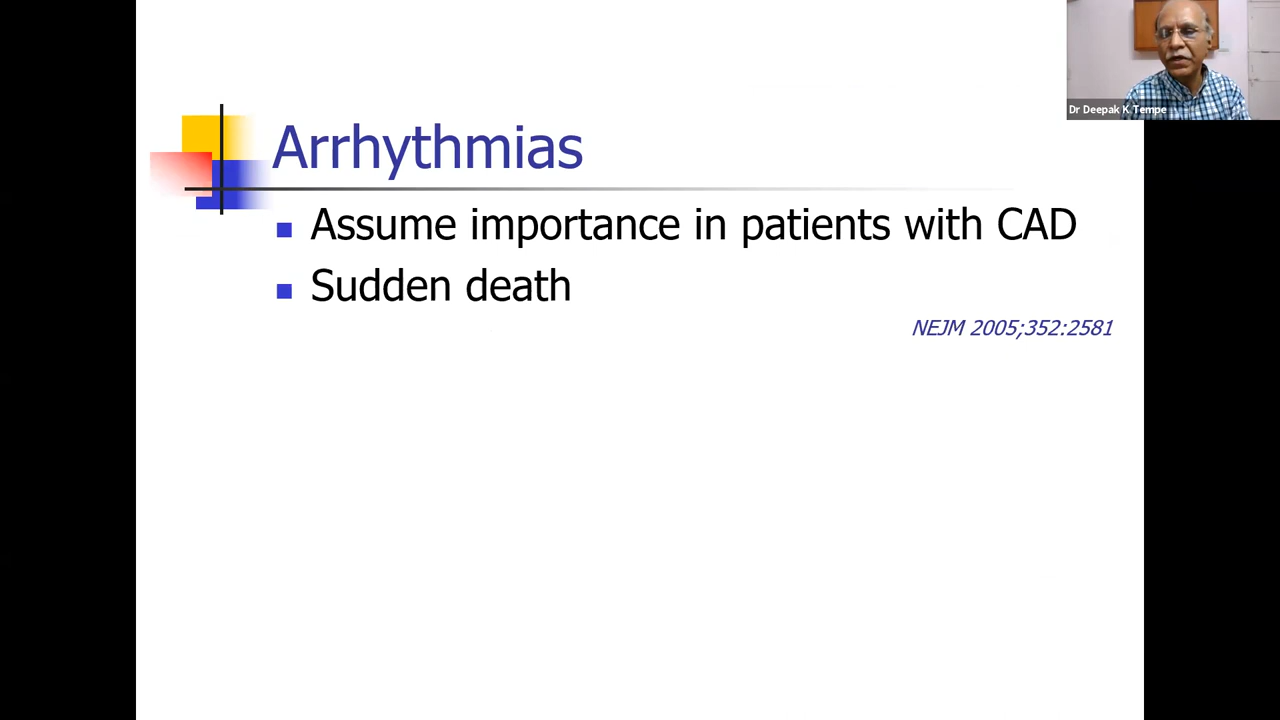 Dr Deepak K Tempe
Arrhythmias
Assume importance in patients with CAD
Sudden death
NEJM 2005;352:2581